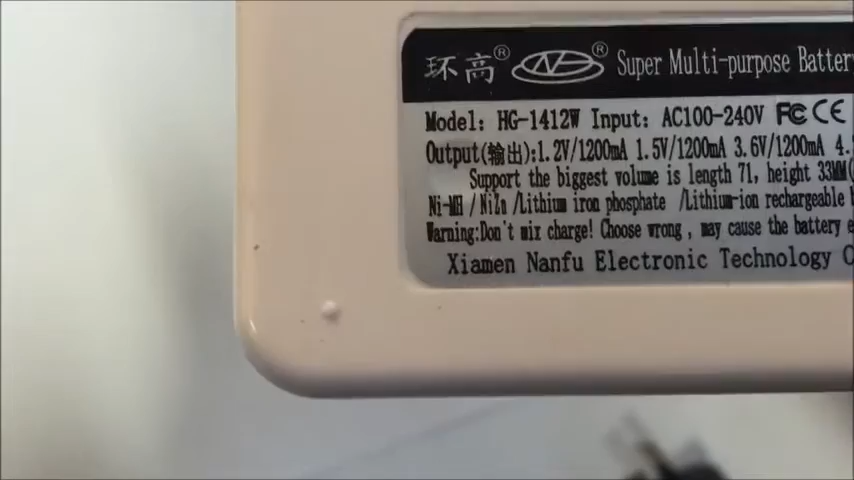 环高® ® Super Multi-purpose Batter
Model: HG-1412W Input: AC100-240V FC CE
Output(输出):1.2V/1200mA 1.5V/1200mA 3.6V/1200mA 4.
Support the biggest volume is length 71, height 33MM(
Ni-MH / NiZn /Lithium iron phosphate /Lithium-ion rechargeable
Warning:Don't mix charge! Choose wrong , may cause the battery e
Xiamen Nanfu Electronic Technology